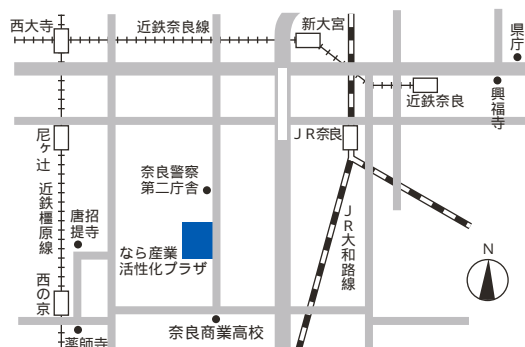 西大寺
近鉄奈良線
新大宮
県庁
近鉄奈良
興福寺
尼ヶ辻
JR奈良
奈良警察
第二庁舎
近鉄橿原線
唐招
提寺
JR大和路線
なら産業
活性化プラザ
N
西の京
奈良商業高校
薬師寺